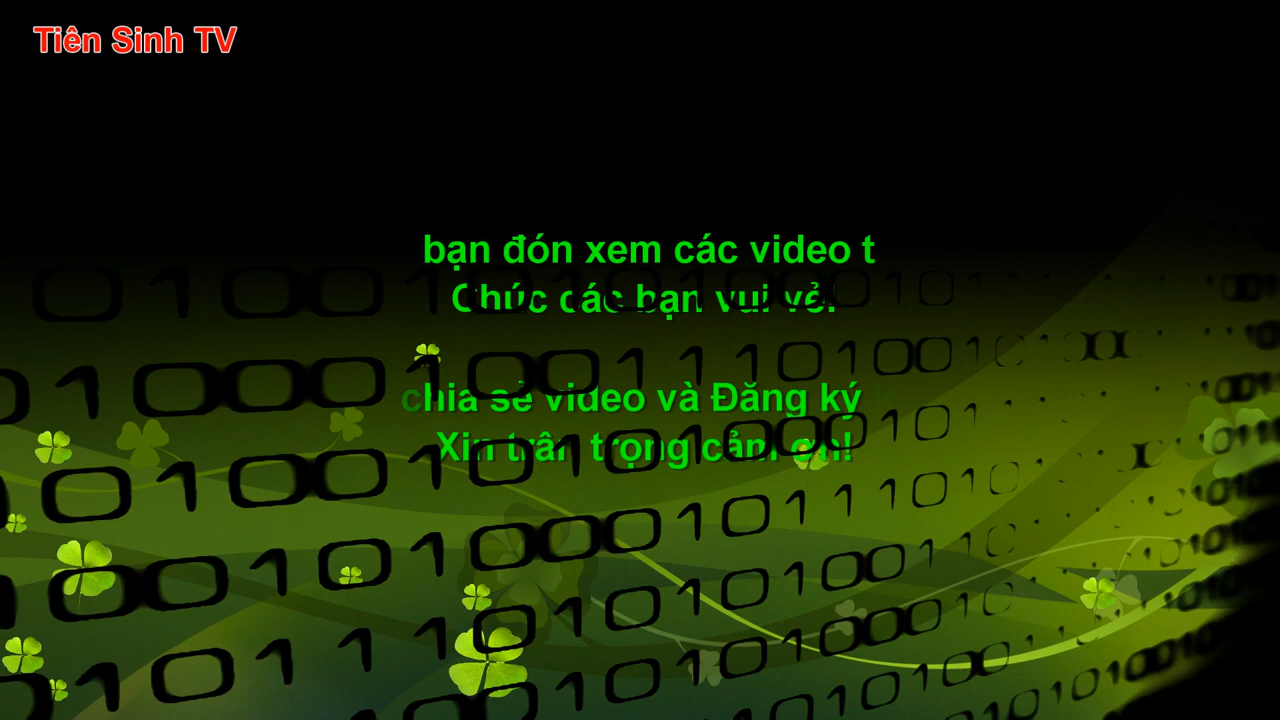 Tiên Sinh TV
bạn đón xem các video t
Chúc các bạn vui vẻ!
chia sẻ video và Đăng ký
Xin trân trọng cảm ơn!